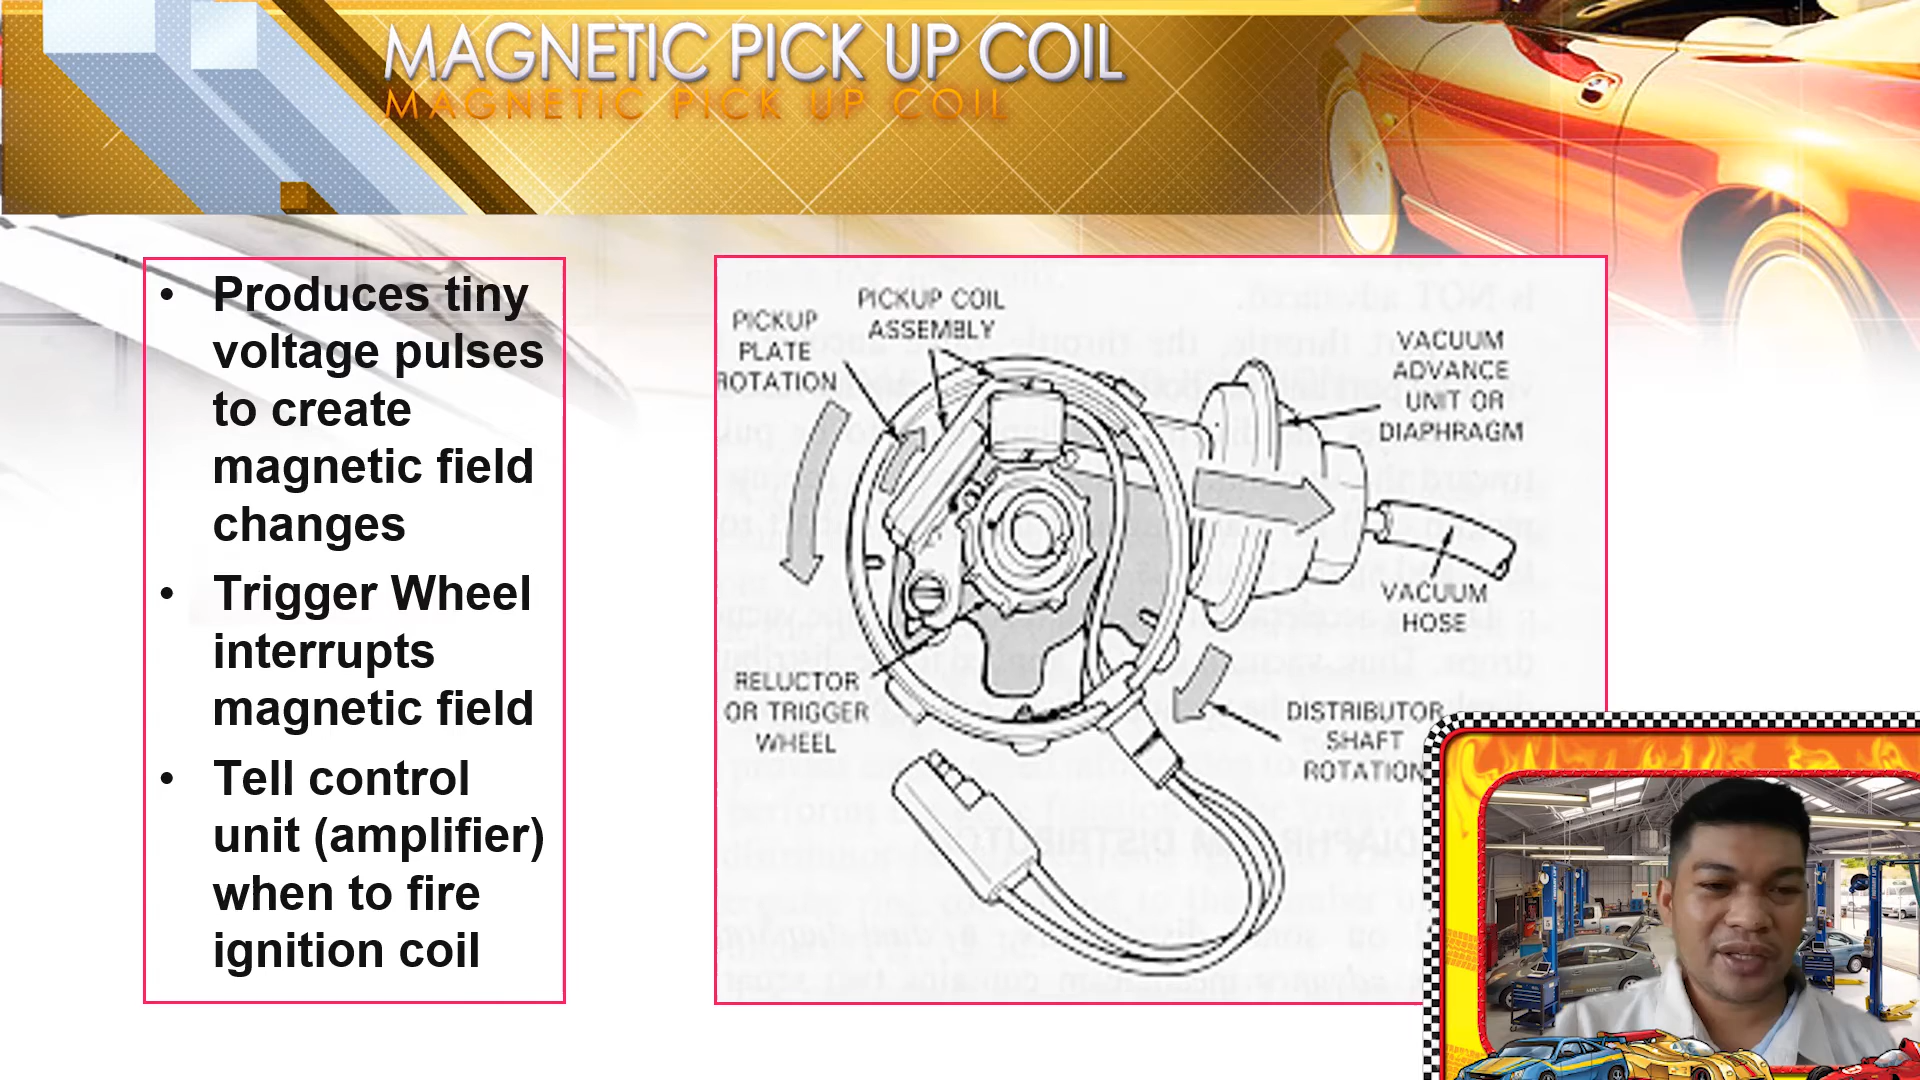 MAGNETIC PICK UP COIL
MAGNETIC PICK UP COIL
• Produces tiny
voltage pulses
to create
magnetic field
changes
• Trigger Wheel
interrupts
magnetic field
• Tell control
unit (amplifier)
when to fire
ignition coil
PICKUP COIL
ASSEMBLY
PICKUP
PLATE
ROTATION
VACUUM
ADVANCE
UNIT OR
DIAPHRAGM
VACUUM
HOSE
RELUCTOR
OR TRIGGER
WHEEL
DISTRIBUTOR
SHAFT
ROTATION